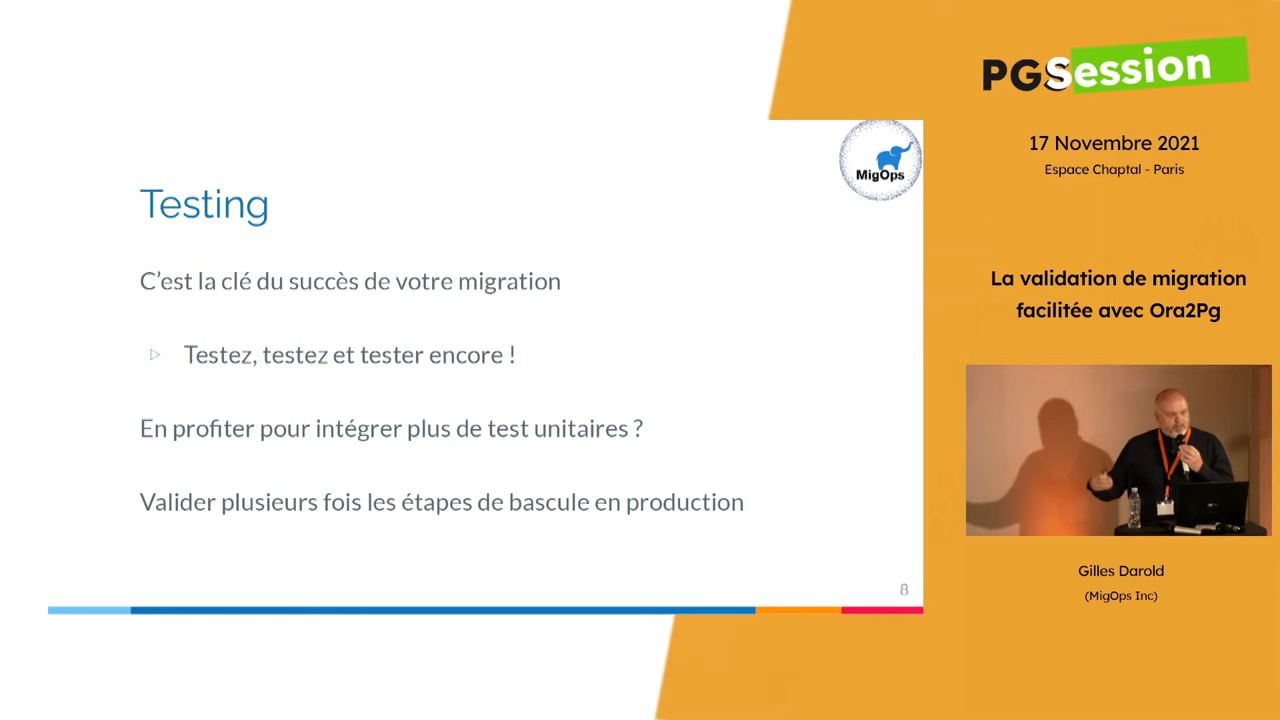 PGSession
17 Novembre 2021
Espace Chaptal - Paris
MigOps
Testing
C'est la clé du succès de votre migration
Testez, testez et tester encore !
En profiter pour intégrer plus de test unitaires ?
Valider plusieurs fois les étapes de bascule en production
8
La validation de migration
facilitée avec Ora2Pg
Gilles Darold
(MigOps Inc)